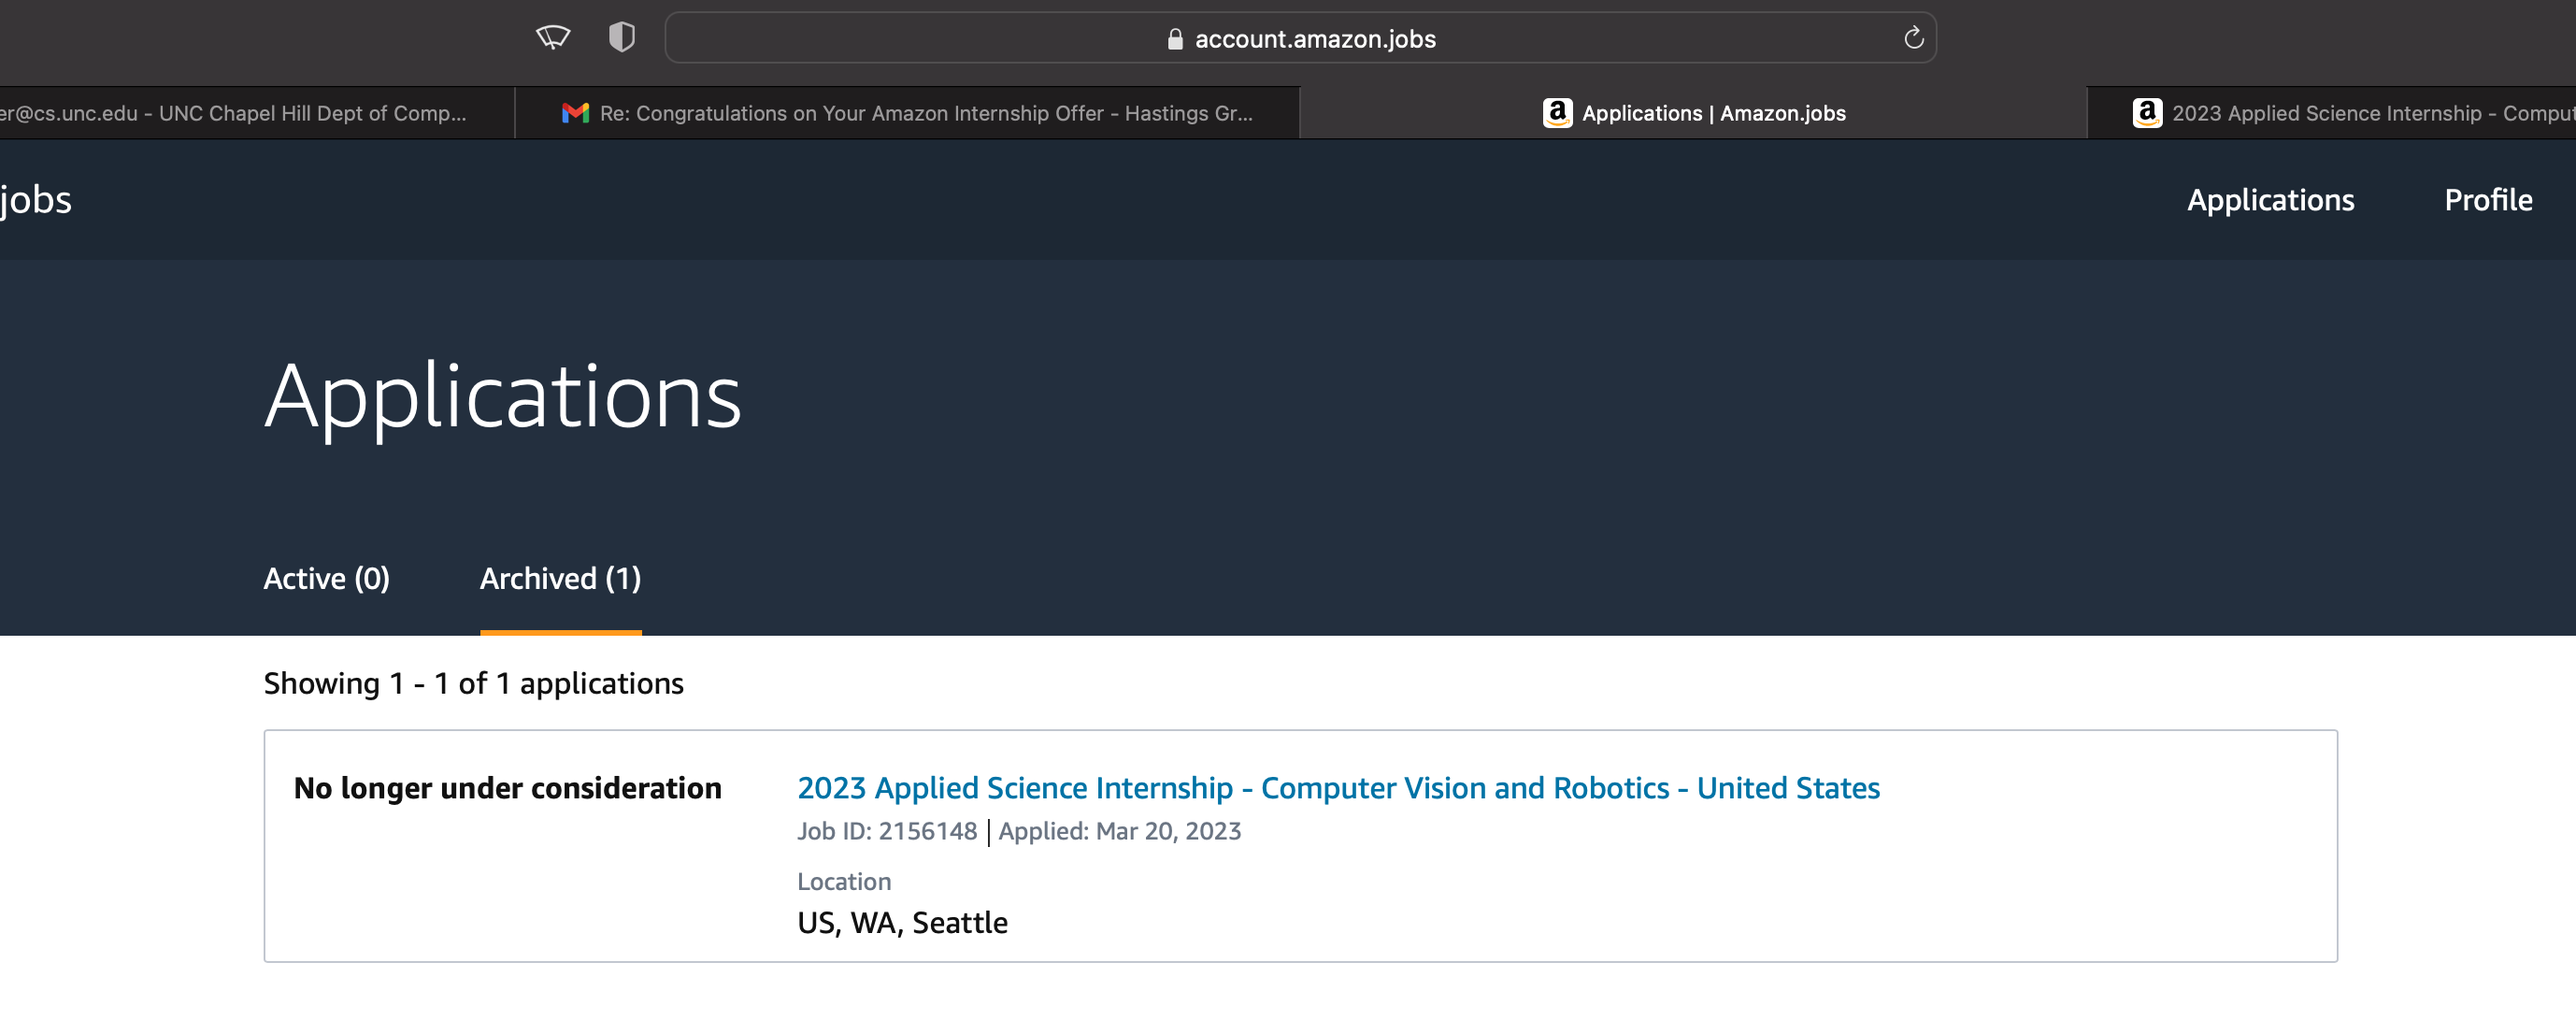 account.amazon.jobs
er@cs.unc.edu - UNC Chapel Hill Dept of Comp...
Re: Congratulations on Your Amazon Internship Offer - Hastings Gr...
Applications | Amazon.jobs
2023 Applied Science Internship - Comput
jobs
Applications
Profile
Applications
Active (0)
Archived (1)
Showing 1 - 1 of 1 applications
No longer under consideration
2023 Applied Science Internship - Computer Vision and Robotics - United States
Job ID: 2156148 | Applied: Mar 20, 2023
Location
US, WA, Seattle